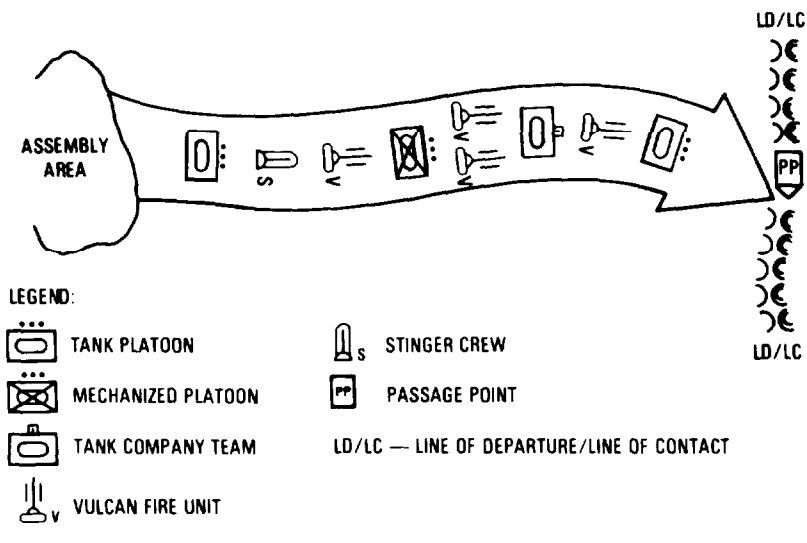 LD/LC
ASSEMBLY
AREA
S
V
V
V
V
PP
LD/LC
LEGEND:
TANK PLATOON
S STINGER CREW
MECHANIZED PLATOON
PP PASSAGE POINT
TANK COMPANY TEAM
LD/LC — LINE OF DEPARTURE/LINE OF CONTACT
V VULCAN FIRE UNIT